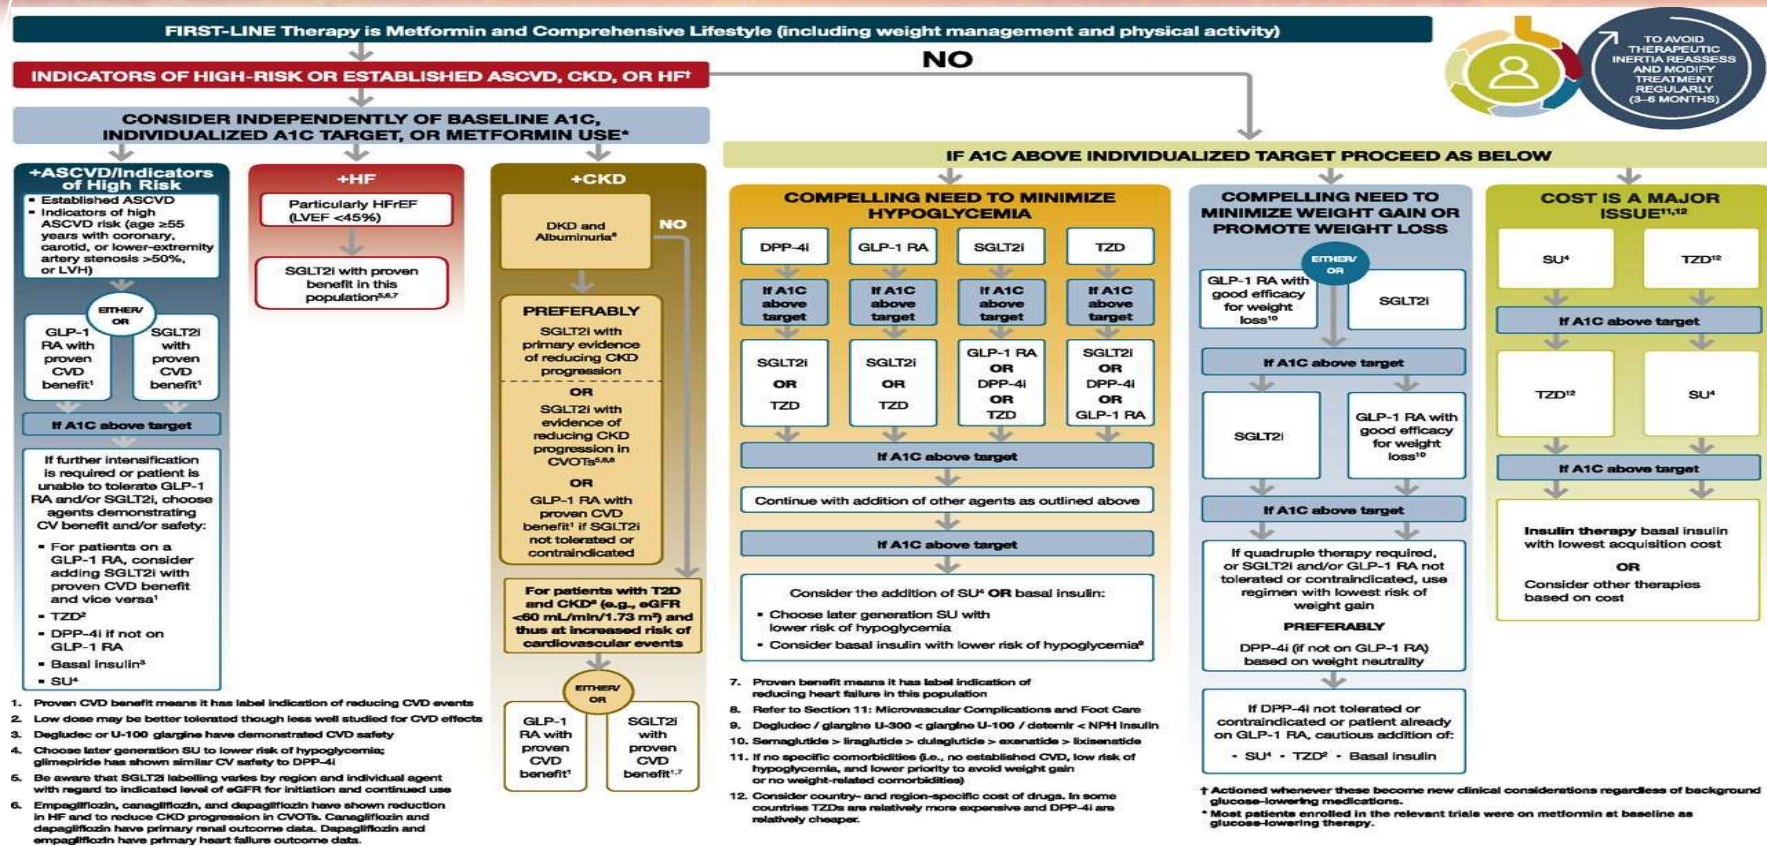 FIRST-LINE Therapy is Metformin and Comprehensive Lifestyle (including weight management and physical activity)
TO AVOID
THERAPEUTIC
INERTIA REASSESS
AND MODIFY
TREATMENT
REGULARLY
(3–6 MONTHS)
INDICATORS OF HIGH-RISK OR ESTABLISHED ASCVD, CKD, OR HF†
NO
CONSIDER INDEPENDENTLY OF BASELINE A1C,
INDIVIDUALIZED A1C TARGET, OR METFORMIN USE*
+ASCVD/Indicators
of High Risk
▪ Established ASCVD
▪ Indicators of high
ASCVD risk (age ≥55
years with coronary,
carotid, or lower-extremity
artery stenosis >50%,
or LVH)
EITHER/
OR
GLP-1
RA with
proven
CVD
benefit¹
SGLT2i
with
proven
CVD
benefit¹
If A1C above target
If further intensification
is required or patient is
unable to tolerate GLP-1
RA and/or SGLT2i, choose
agents demonstrating
CV benefit and/or safety:
▪ For patients on a
GLP-1 RA, consider
adding SGLT2i with
proven CVD benefit
and vice versa¹
▪ TZD²
▪ DPP-4i if not on
GLP-1 RA
▪ Basal insulin³
▪ SU⁴
+HF
Particularly HFrEF
(LVEF <45%)
SGLT2i with proven
benefit in this
population⁵,⁶,⁷
+CKD
DKD and
Albuminuria⁸
NO
PREFERABLY
SGLT2i with
primary evidence
of reducing CKD
progression
OR
SGLT2i with
evidence of
reducing CKD
progression in
CVOTs⁵,⁶,⁸
OR
GLP-1 RA with
proven CVD
benefit¹ if SGLT2i
not tolerated or
contraindicated
For patients with T2D
and CKD⁸ (e.g., eGFR
<60 mL/min/1.73 m²) and
thus at increased risk of
cardiovascular events
EITHER/
OR
GLP-1
RA with
proven
CVD
benefit¹
SGLT2i
with
proven
CVD
benefit¹,⁷
IF A1C ABOVE INDIVIDUALIZED TARGET PROCEED AS BELOW
COMPELLING NEED TO MINIMIZE
HYPOGLYCEMIA
DPP-4i
GLP-1 RA
SGLT2i
TZD
If A1C
above
target
If A1C
above
target
If A1C
above
target
If A1C
above
target
SGLT2i
OR
TZD
SGLT2i
OR
TZD
GLP-1 RA
OR
DPP-4i
OR
TZD
SGLT2i
OR
DPP-4i
OR
GLP-1 RA
If A1C above target
Continue with addition of other agents as outlined above
If A1C above target
Consider the addition of SU⁴ OR basal insulin:
▪ Choose later generation SU with
lower risk of hypoglycemia
▪ Consider basal insulin with lower risk of hypoglycemia⁹
COMPELLING NEED TO
MINIMIZE WEIGHT GAIN OR
PROMOTE WEIGHT LOSS
EITHER/
OR
GLP-1 RA with
good efficacy
for weight
loss¹⁰
SGLT2i
If A1C above target
SGLT2i
GLP-1 RA with
good efficacy
for weight
loss¹⁰
If A1C above target
If quadruple therapy required,
or SGLT2i and/or GLP-1 RA not
tolerated or contraindicated, use
regimen with lowest risk of
weight gain
PREFERABLY
DPP-4i (if not on GLP-1 RA)
based on weight neutrality
If DPP-4i not tolerated or
contraindicated or patient already
on GLP-1 RA, cautious addition of:
· SU⁴ · TZD² · Basal insulin
COST IS A MAJOR
ISSUE¹¹,¹²
SU⁴
TZD¹²
If A1C above target
TZD¹²
SU⁴
If A1C above target
Insulin therapy basal insulin
with lowest acquisition cost
OR
Consider other therapies
based on cost
1. Proven CVD benefit means it has label indication of reducing CVD events
2. Low dose may be better tolerated though less well studied for CVD effects
3. Degludec or U-100 glargine have demonstrated CVD safety
4. Choose later generation SU to lower risk of hypoglycemia;
glimepiride has shown similar CV safety to DPP-4i
5. Be aware that SGLT2i labelling varies by region and individual agent
with regard to indicated level of eGFR for initiation and continued use
6. Empagliflozin, canagliflozin, and dapagliflozin have shown reduction
in HF and to reduce CKD progression in CVOTs. Canagliflozin and
dapagliflozin have primary renal outcome data. Dapagliflozin and
empagliflozin have primary heart failure outcome data.
7. Proven benefit means it has label indication of
reducing heart failure in this population
8. Refer to Section 11: Microvascular Complications and Foot Care
9. Degludec / glargine U-300 < glargine U-100 / detemir < NPH insulin
10. Semaglutide > liraglutide > dulaglutide > exenatide > lixisenatide
11. If no specific comorbidities (i.e., no established CVD, low risk of
hypoglycemia, and lower priority to avoid weight gain
or no weight-related comorbidities)
12. Consider country- and region-specific cost of drugs. In some
countries TZDs are relatively more expensive and DPP-4i are
relatively cheaper.
† Actioned whenever these become new clinical considerations regardless of background
glucose-lowering medications.
* Most patients enrolled in the relevant trials were on metformin at baseline as
glucose-lowering therapy.